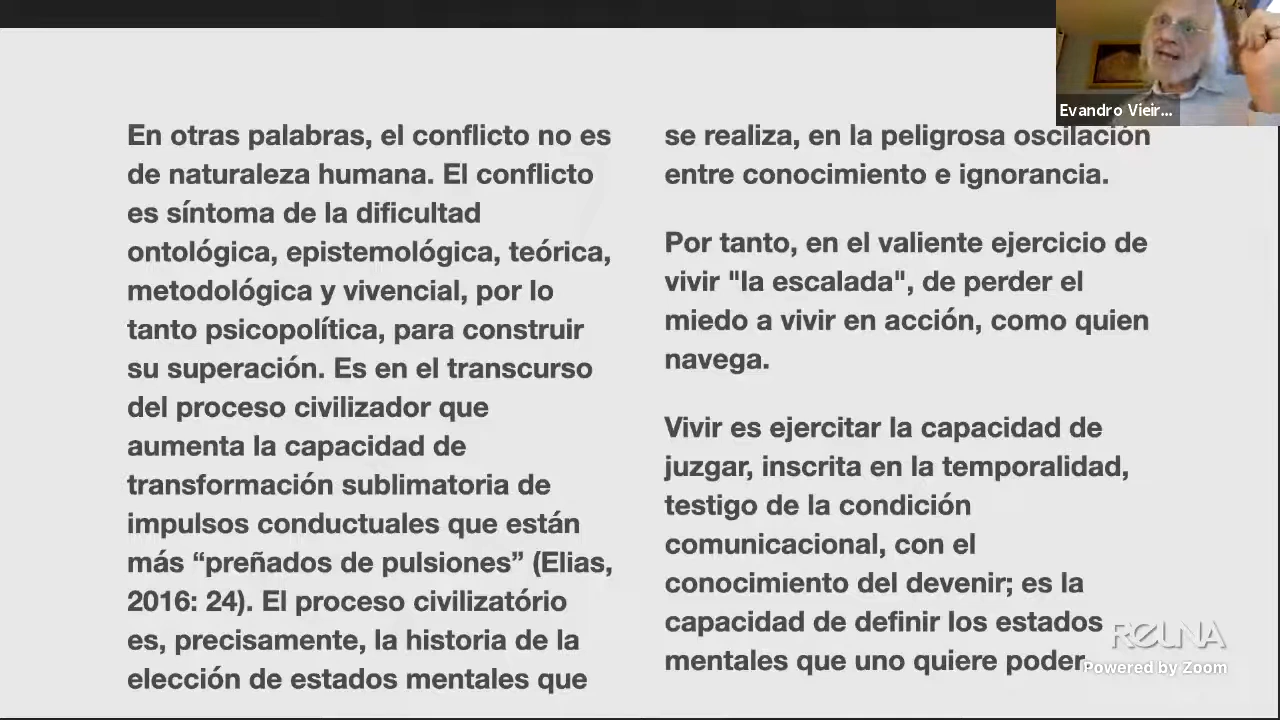 En otras palabras, el conflicto no es
de naturaleza humana. El conflicto
es síntoma de la dificultad
ontológica, epistemológica, teórica,
metodológica y vivencial, por lo
tanto psicopolítica, para construir
su superación. Es en el transcurso
del proceso civilizador que
aumenta la capacidad de
transformación sublimatoria de
impulsos conductuales que están
más “preñados de pulsiones” (Elias,
2016: 24). El proceso civilizatório
es, precisamente, la historia de la
elección de estados mentales que
se realiza, en la peligrosa oscilación
entre conocimiento e ignorancia.
Por tanto, en el valiente ejercicio de
vivir "la escalada", de perder el
miedo a vivir en acción, como quien
navega.
Vivir es ejercitar la capacidad de
juzgar, inscrita en la temporalidad,
testigo de la condición
comunicacional, con el
conocimiento del devenir; es la
capacidad de definir los estados
mentales que uno quiere poder
Evandro Vieir...
REUNA
Powered by Zoom